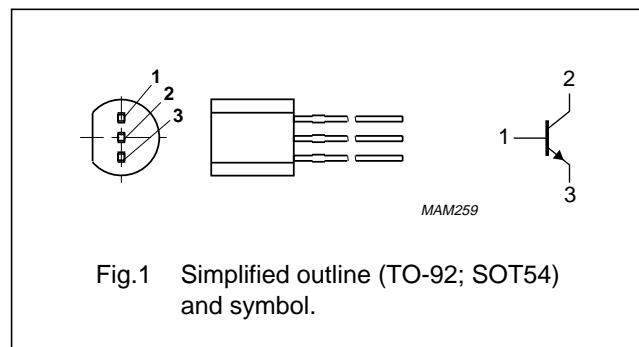 1
2
3
2
1
3
MAM259
Fig.1 Simplified outline (TO-92; SOT54)
and symbol.